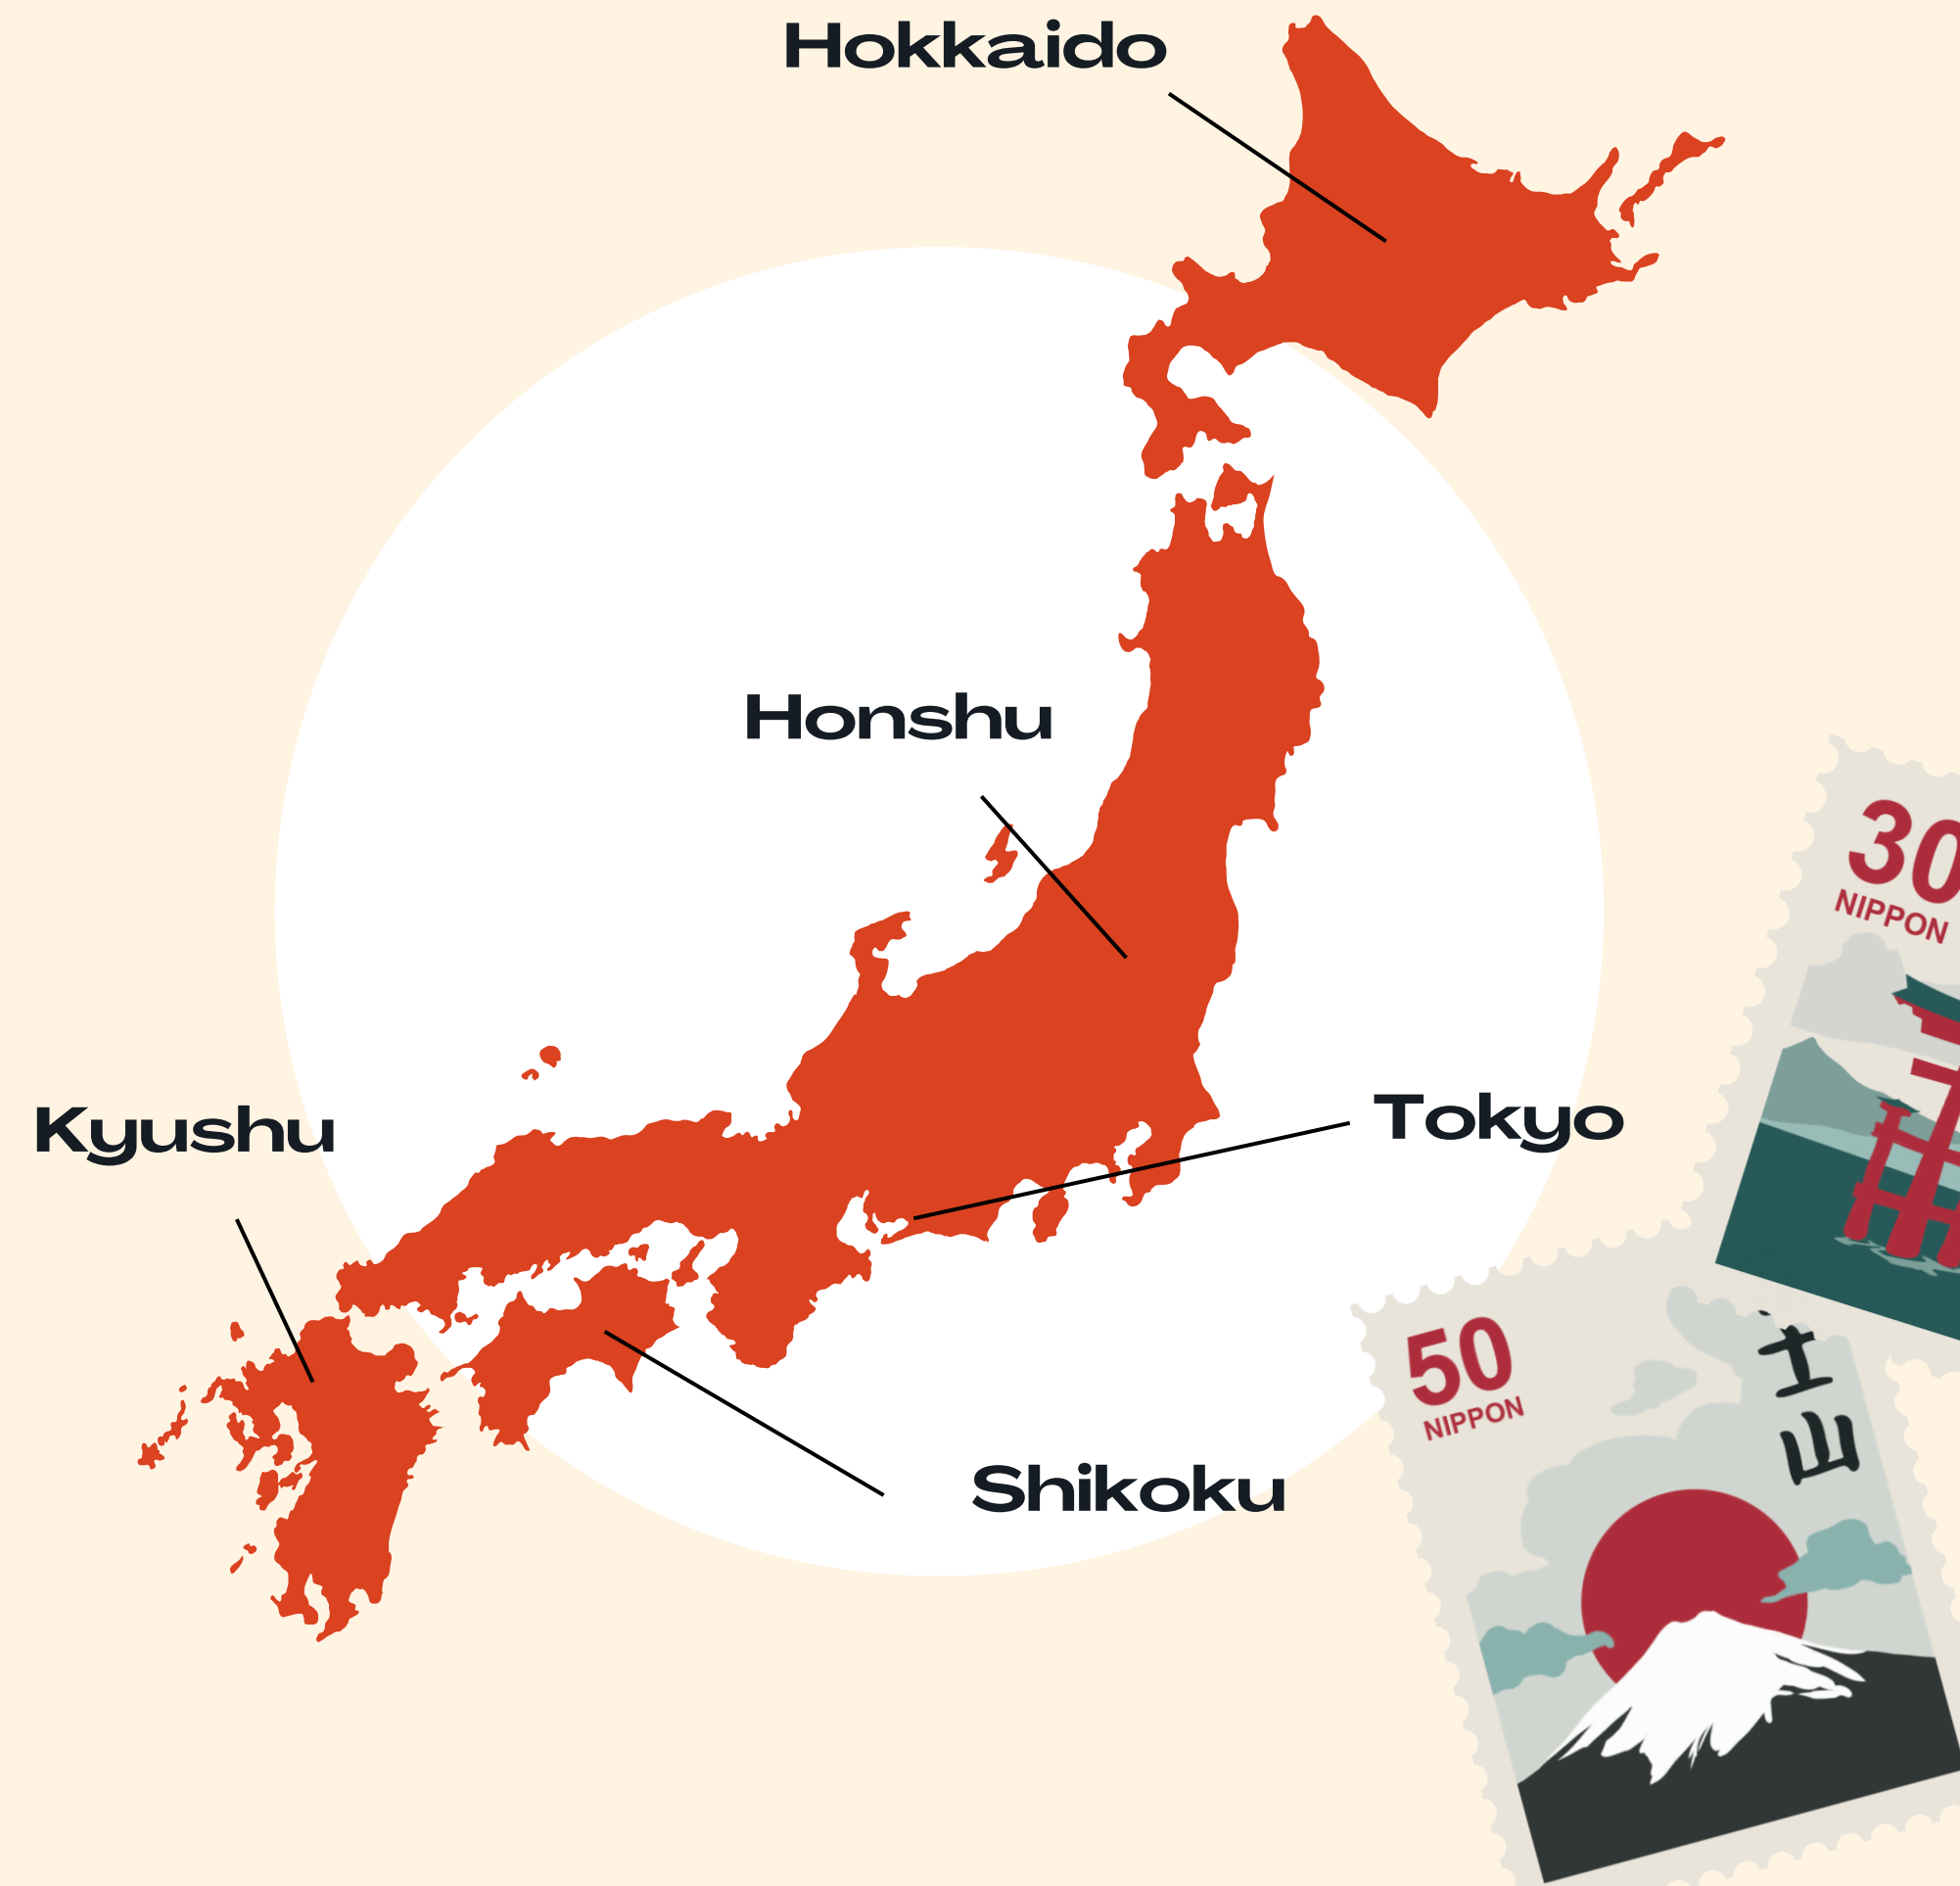 Hokkaido
Honshu
30
NIPPON
Kyushu
Tokyo
50
NIPPON
士
山
Shikoku